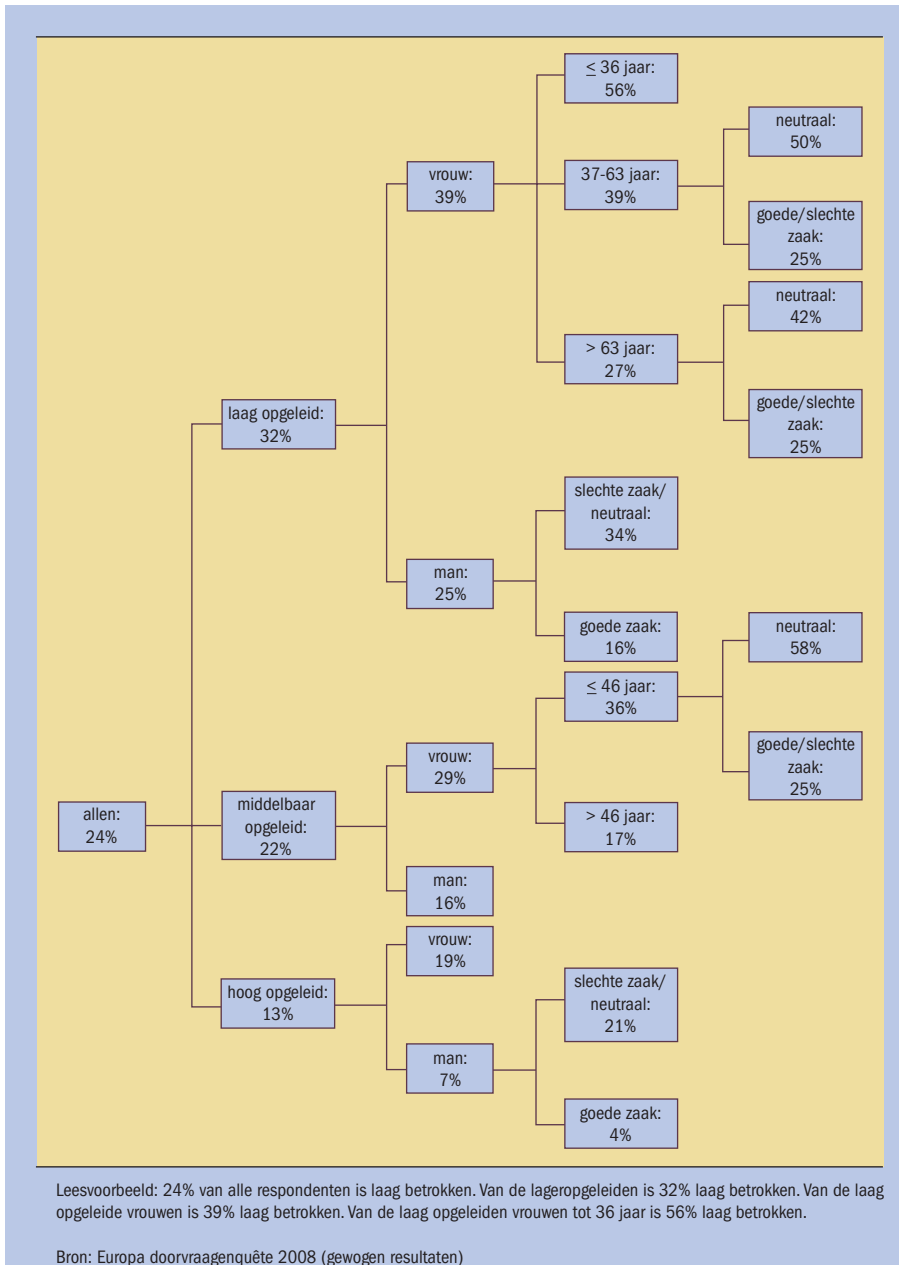 ≤ 36 jaar:
56%
neutraal:
50%
vrouw:
39%
37-63 jaar:
39%
goede/slechte
zaak:
25%
neutraal:
42%
> 63 jaar:
27%
goede/slechte
zaak:
25%
laag opgeleid:
32%
slechte zaak/
neutraal:
34%
man:
25%
goede zaak:
16%
neutraal:
58%
≤ 46 jaar:
36%
goede/slechte
zaak:
25%
vrouw:
29%
> 46 jaar:
17%
allen:
24%
middelbaar
opgeleid:
22%
man:
16%
vrouw:
19%
hoog opgeleid:
13%
slechte zaak/
neutraal:
21%
man:
7%
goede zaak:
4%
Leesvoorbeeld: 24% van alle respondenten is laag betrokken. Van de lageropgeleiden is 32% laag betrokken. Van de laag
opgeleide vrouwen is 39% laag betrokken. Van de laag opgeleiden vrouwen tot 36 jaar is 56% laag betrokken.
Bron: Europa doorvraagenquête 2008 (gewogen resultaten)